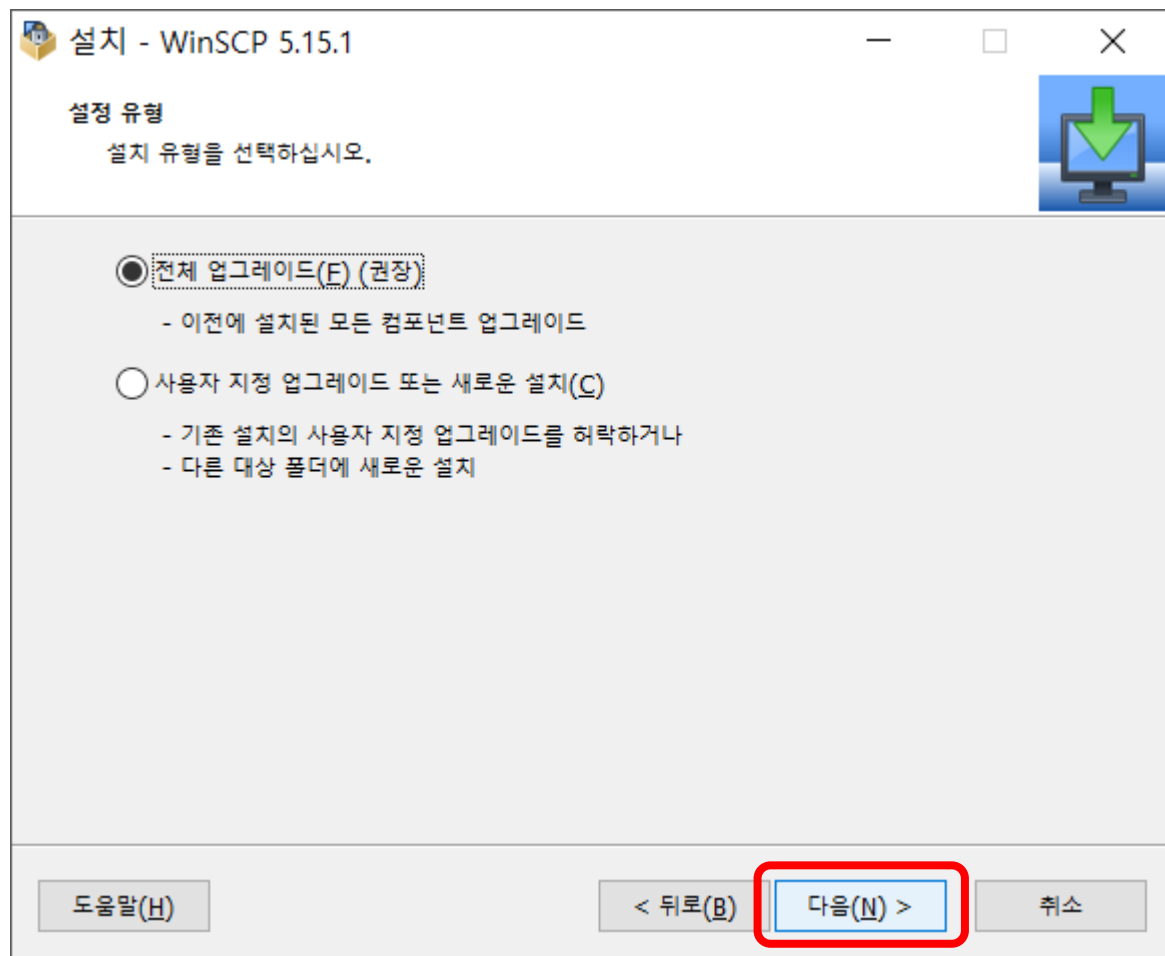 설치 - WinSCP 5.15.1
설정 유형
설치 유형을 선택하십시오.
전체 업그레이드(F) (권장)
- 이전에 설치된 모든 컴포넌트 업그레이드
사용자 지정 업그레이드 또는 새로운 설치(C)
- 기존 설치의 사용자 지정 업그레이드를 허락하거나
- 다른 대상 폴더에 새로운 설치
도움말(H) < 뒤로(B) 다음(N) > 취소